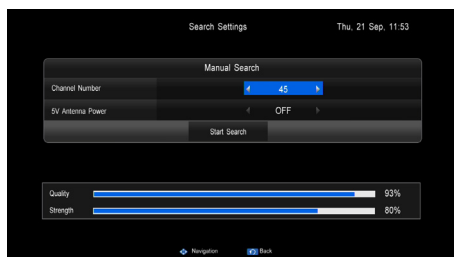 Search Settings Thu, 21 Sep, 11:53
Manual Search
Channel Number 45
5V Antenna Power OFF
Start Search
Quality 93%
Strength 80%
Navigation Back